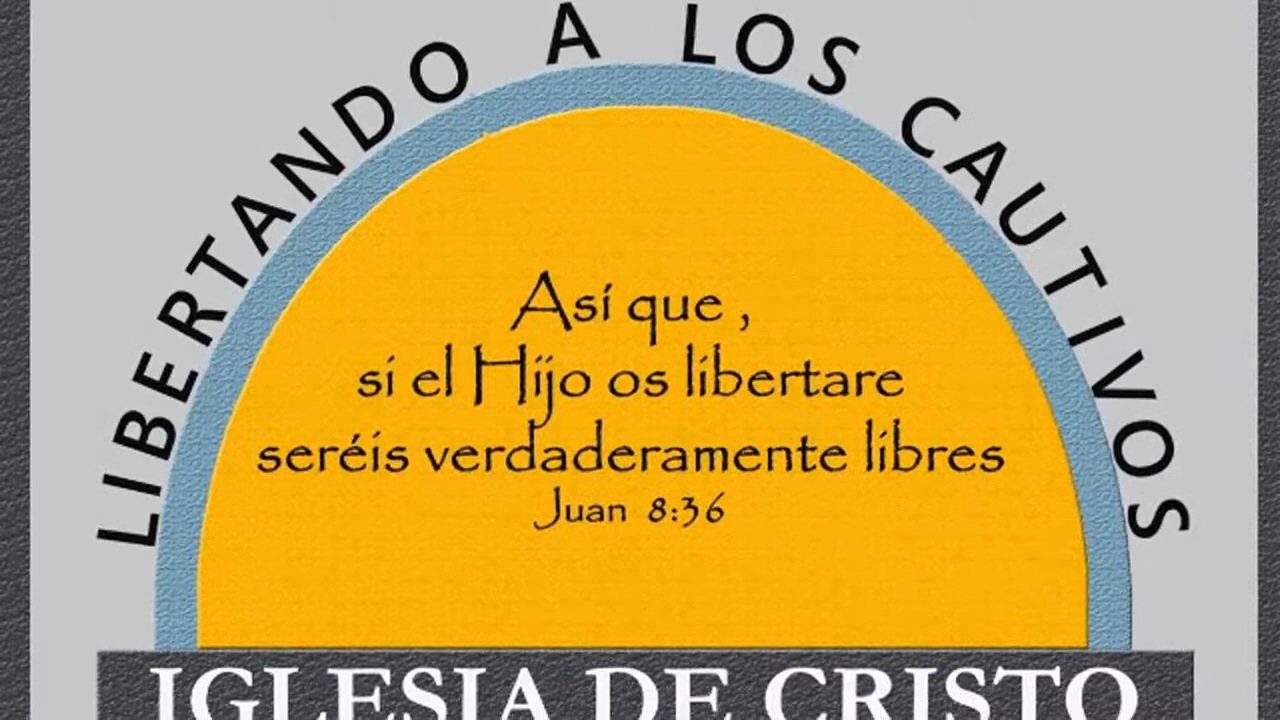 LIBERTANDO A LOS CAUTIVOS
Así que ,
si el Hijo os libertare
seréis verdaderamente libres
Juan 8:36
IGLESIA DE CRISTO